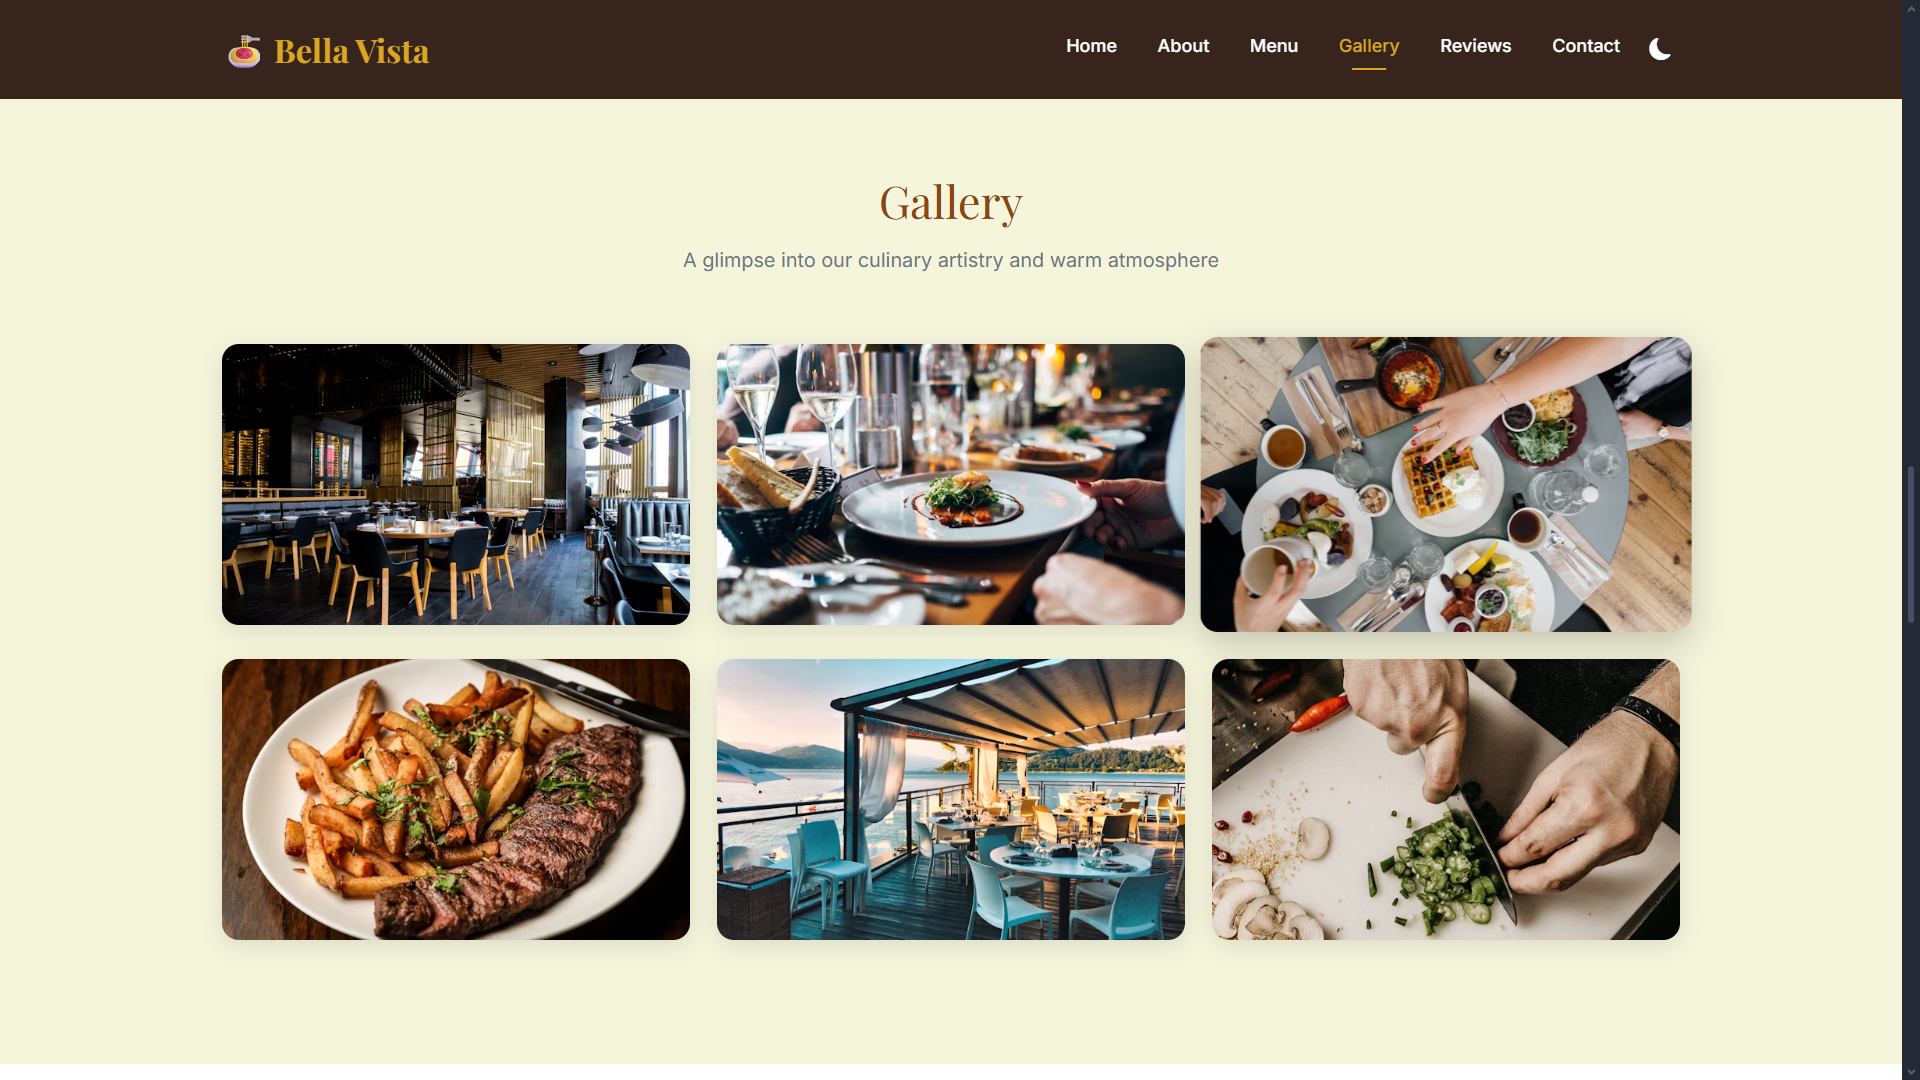 Bella Vista
Home About Menu Gallery Reviews Contact
Gallery
A glimpse into our culinary artistry and warm atmosphere